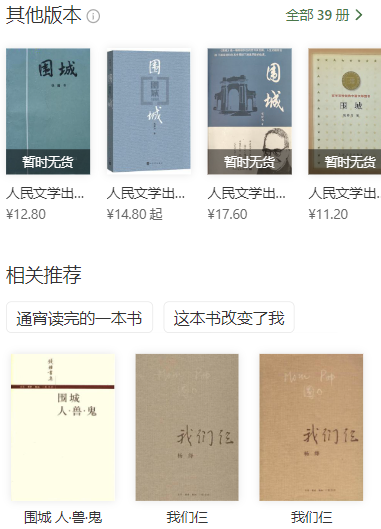 其他版本
全部 39 册
围城
围城
围城
围城
围城
暂时无货
暂时无货
暂时无货
人民文学出...
人民文学出...
人民文学出...
人民文学出...
¥12.80
¥14.80 起
¥17.60
¥11.20
相关推荐
通宵读完的一本书
这本书改变了我
围城
人·兽·鬼
我们仨
杨绛
我们仨
杨绛
围城 人·兽·鬼
我们仨
我们仨